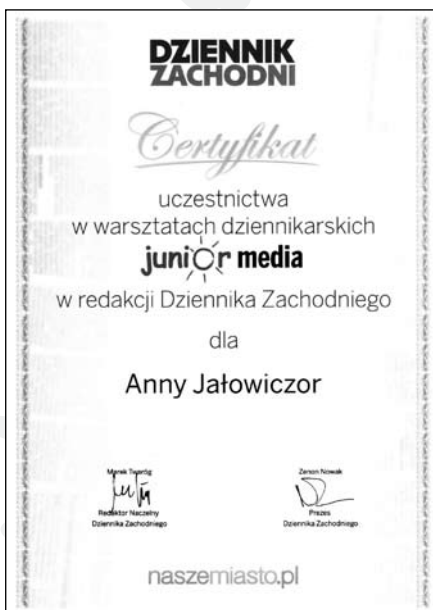 DZIENNIK
ZACHODNI
Certyfikat
uczestnictwa
w warsztatach dziennikarskich
junior media
w redakcji Dziennika Zachodniego
dla
Anny Jałowiczor
Marek Twaróg
Redaktor Naczelny
Dziennika Zachodniego
Zenon Nowak
Prezes
Dziennika Zachodniego
naszemiasto.pl